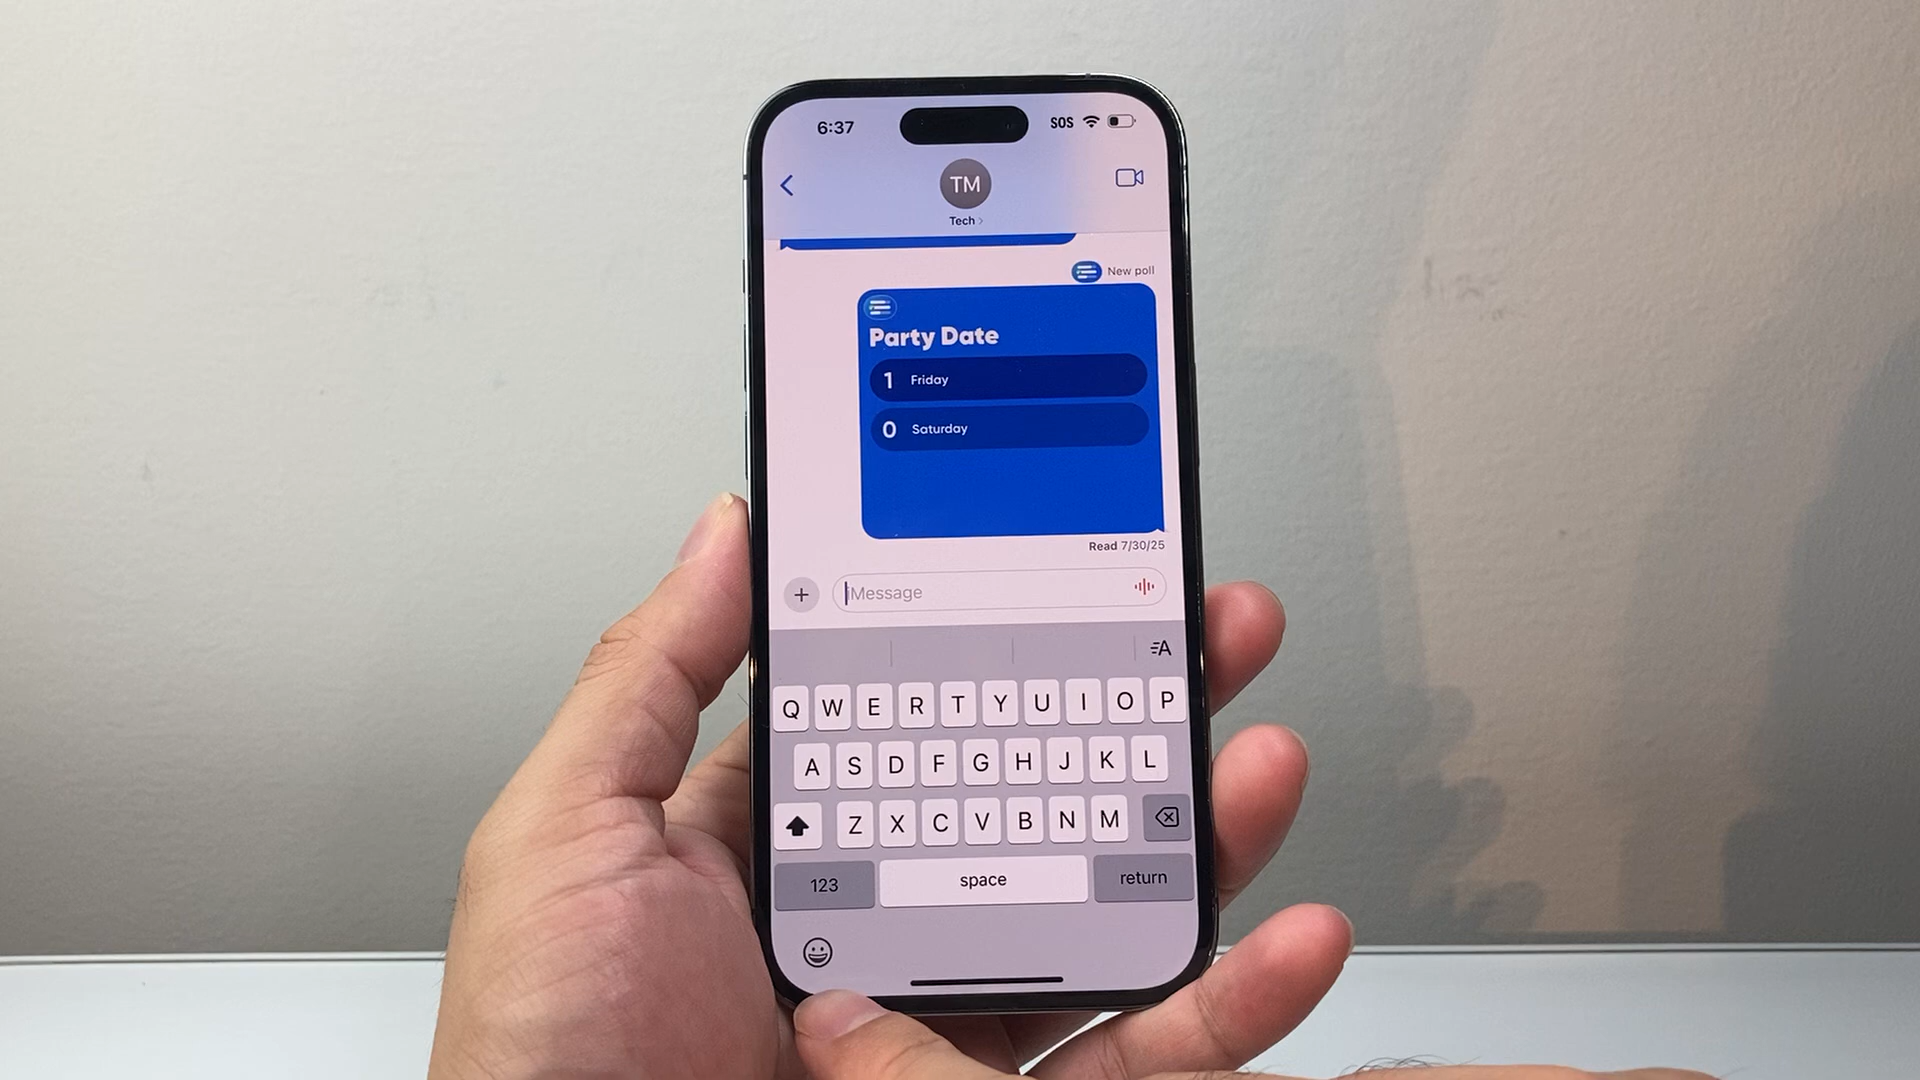 6:37
SOS
TM
Tech
New poll
Party Date
1 Friday
0 Saturday
Read 7/30/25
iMessage
A
Q W E R T Y U I O P
A S D F G H J K L
Z X C V B N M
123 space return